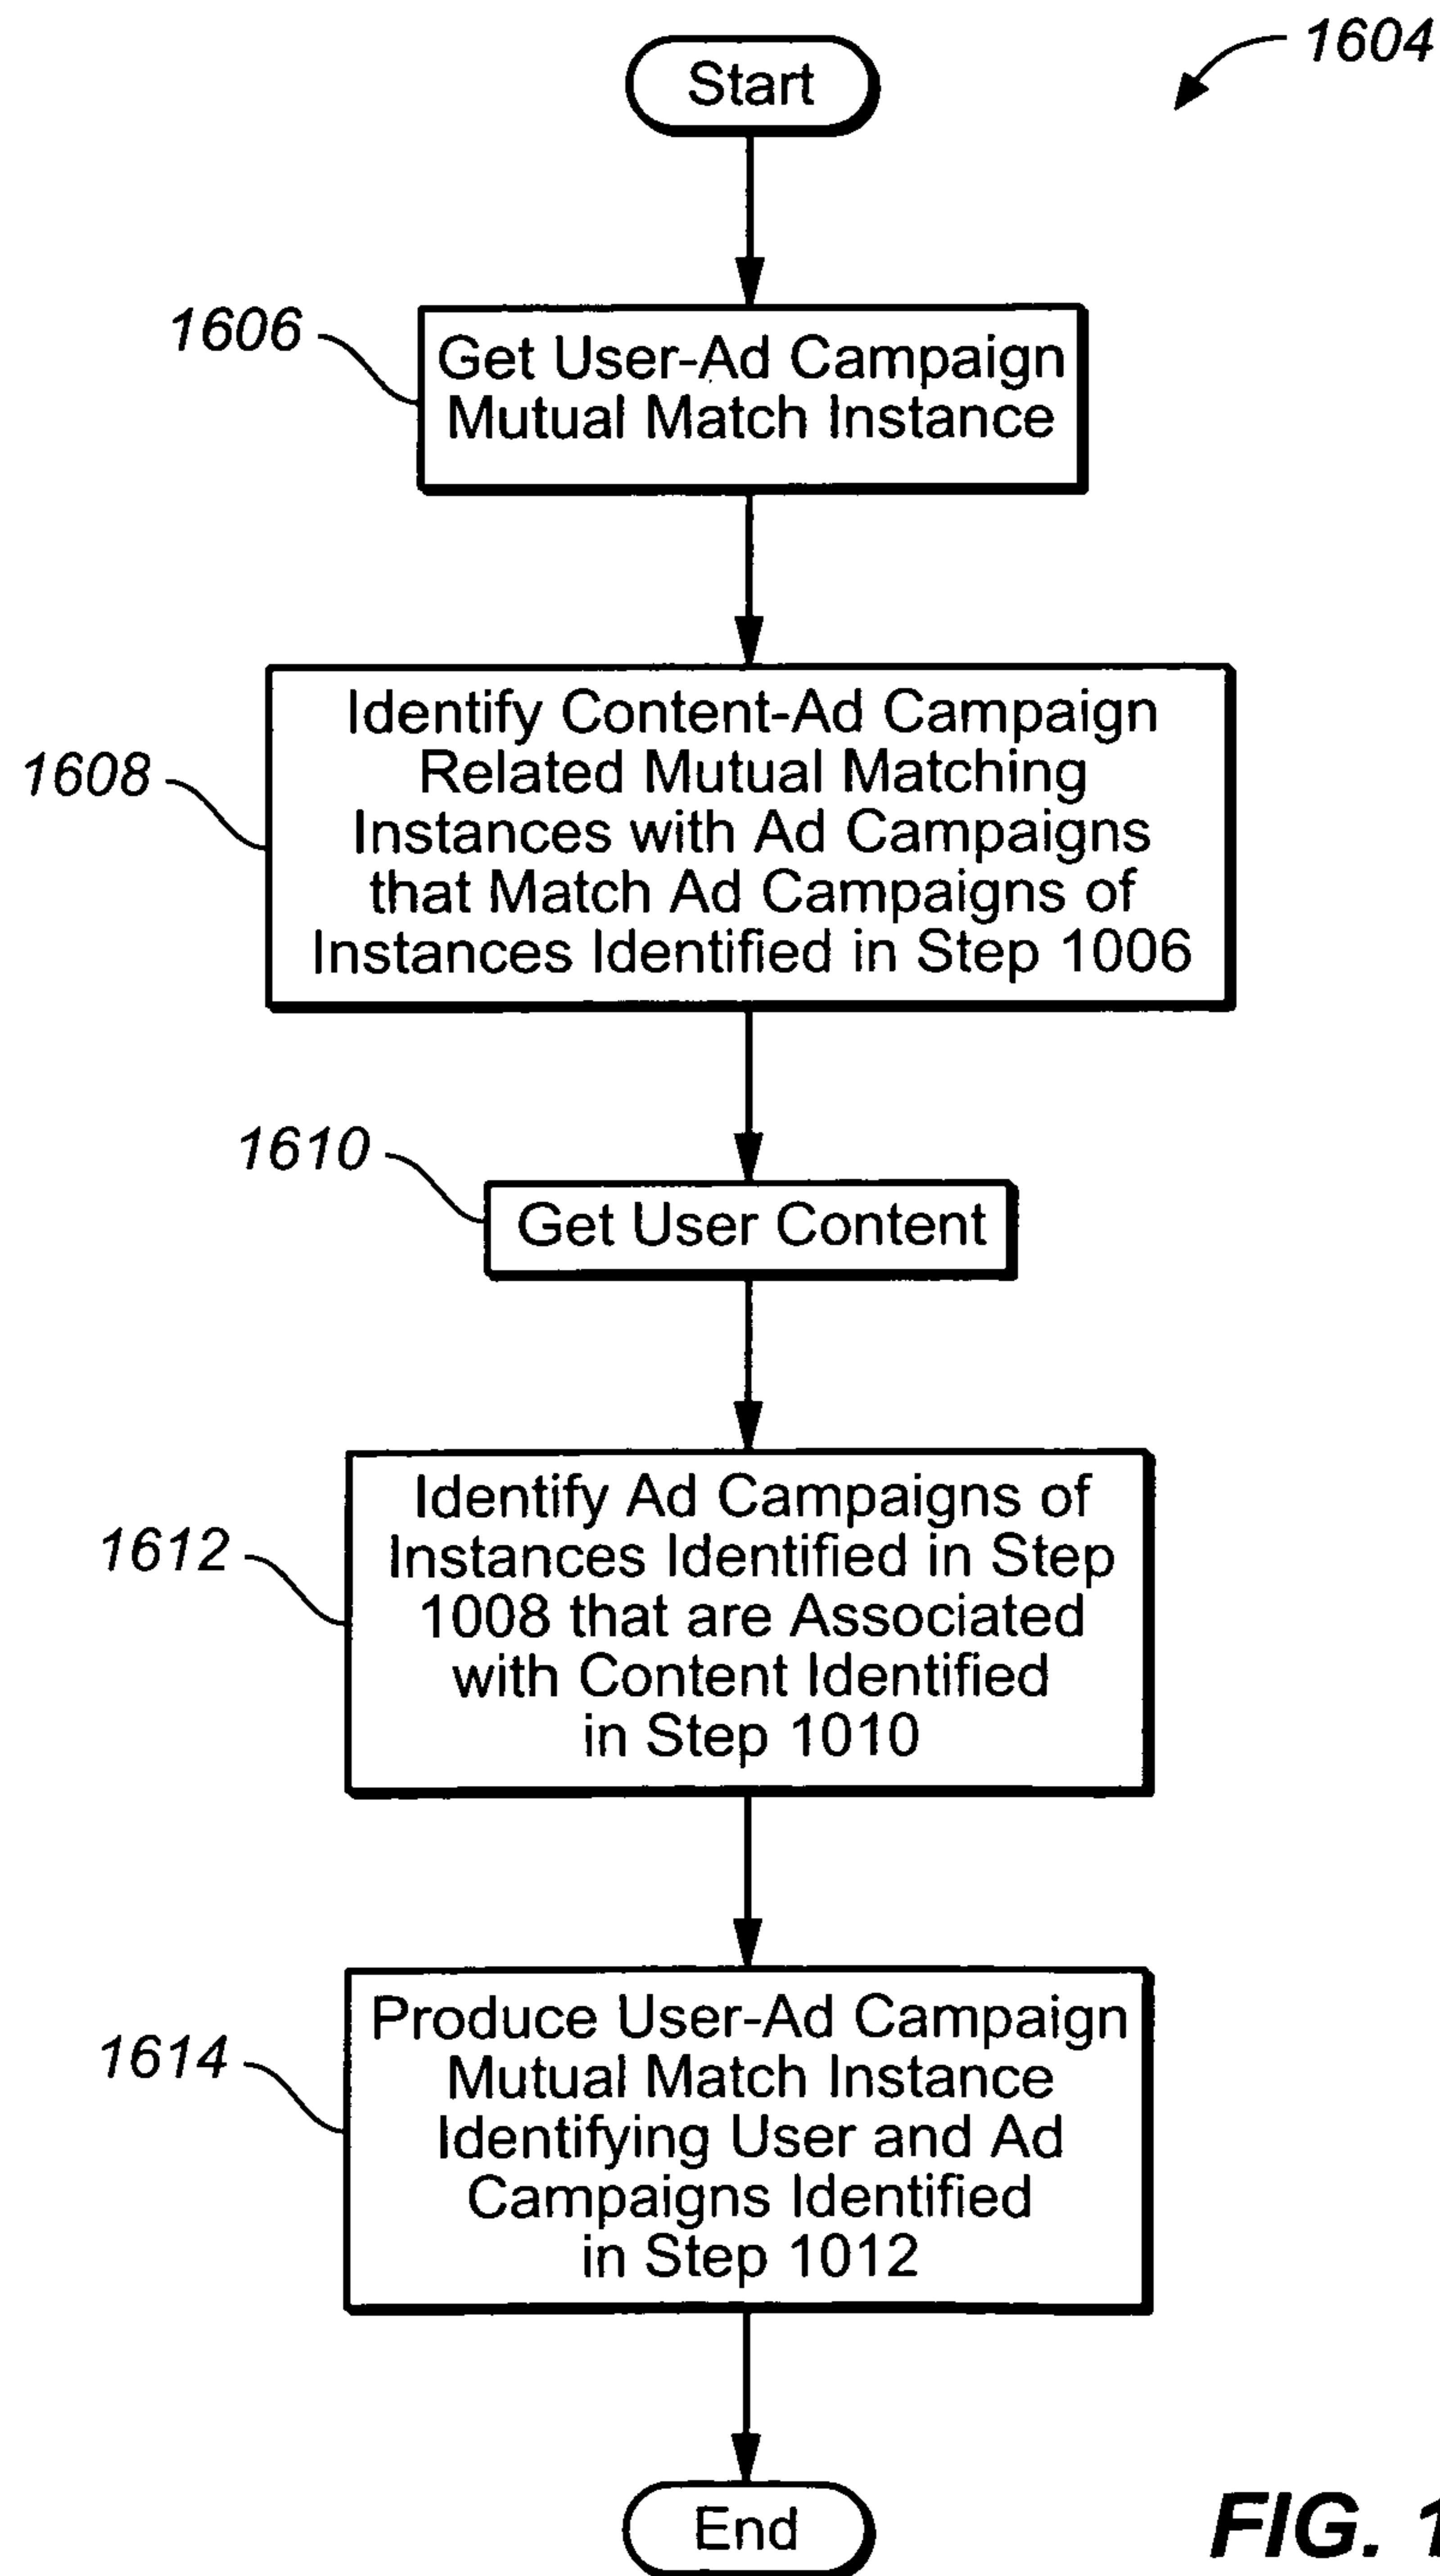 1604
Start
1606
Get User-Ad Campaign
Mutual Match Instance
1608
Identify Content-Ad Campaign
Related Mutual Matching
Instances with Ad Campaigns
that Match Ad Campaigns of
Instances Identified in Step 1006
1610
Get User Content
1612
Identify Ad Campaigns of
Instances Identified in Step
1008 that are Associated
with Content Identified
in Step 1010
1614
Produce User-Ad Campaign
Mutual Match Instance
Identifying User and Ad
Campaigns Identified
in Step 1012
End
FIG. 1